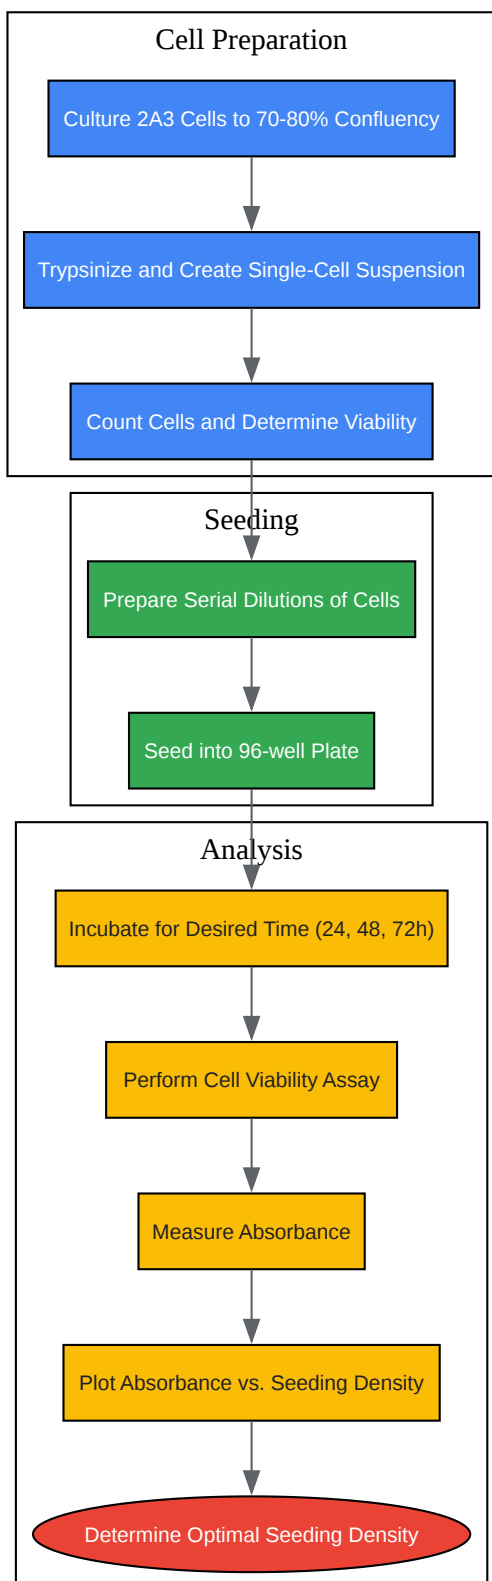 Cell Preparation
Culture 2A3 Cells to 70-80% Confluency
Trypsinize and Create Single-Cell Suspension
Count Cells and Determine Viability
Seeding
Prepare Serial Dilutions of Cells
Seed into 96-well Plate
Analysis
Incubate for Desired Time (24, 48, 72h)
Perform Cell Viability Assay
Measure Absorbance
Plot Absorbance vs. Seeding Density
Determine Optimal Seeding Density